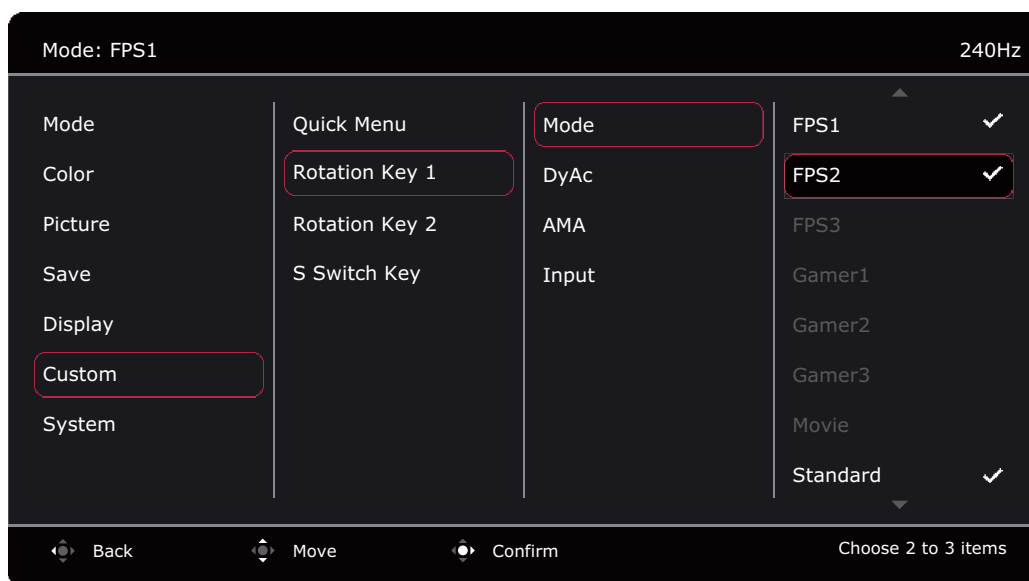 Mode: FPS1
240Hz
Mode
Color
Picture
Save
Display
Custom
System
Quick Menu
Rotation Key 1
Rotation Key 2
S Switch Key
Mode
DyAc
AMA
Input
FPS1
FPS2
FPS3
Gamer1
Gamer2
Gamer3
Movie
Standard
Back
Move
Confirm
Choose 2 to 3 items